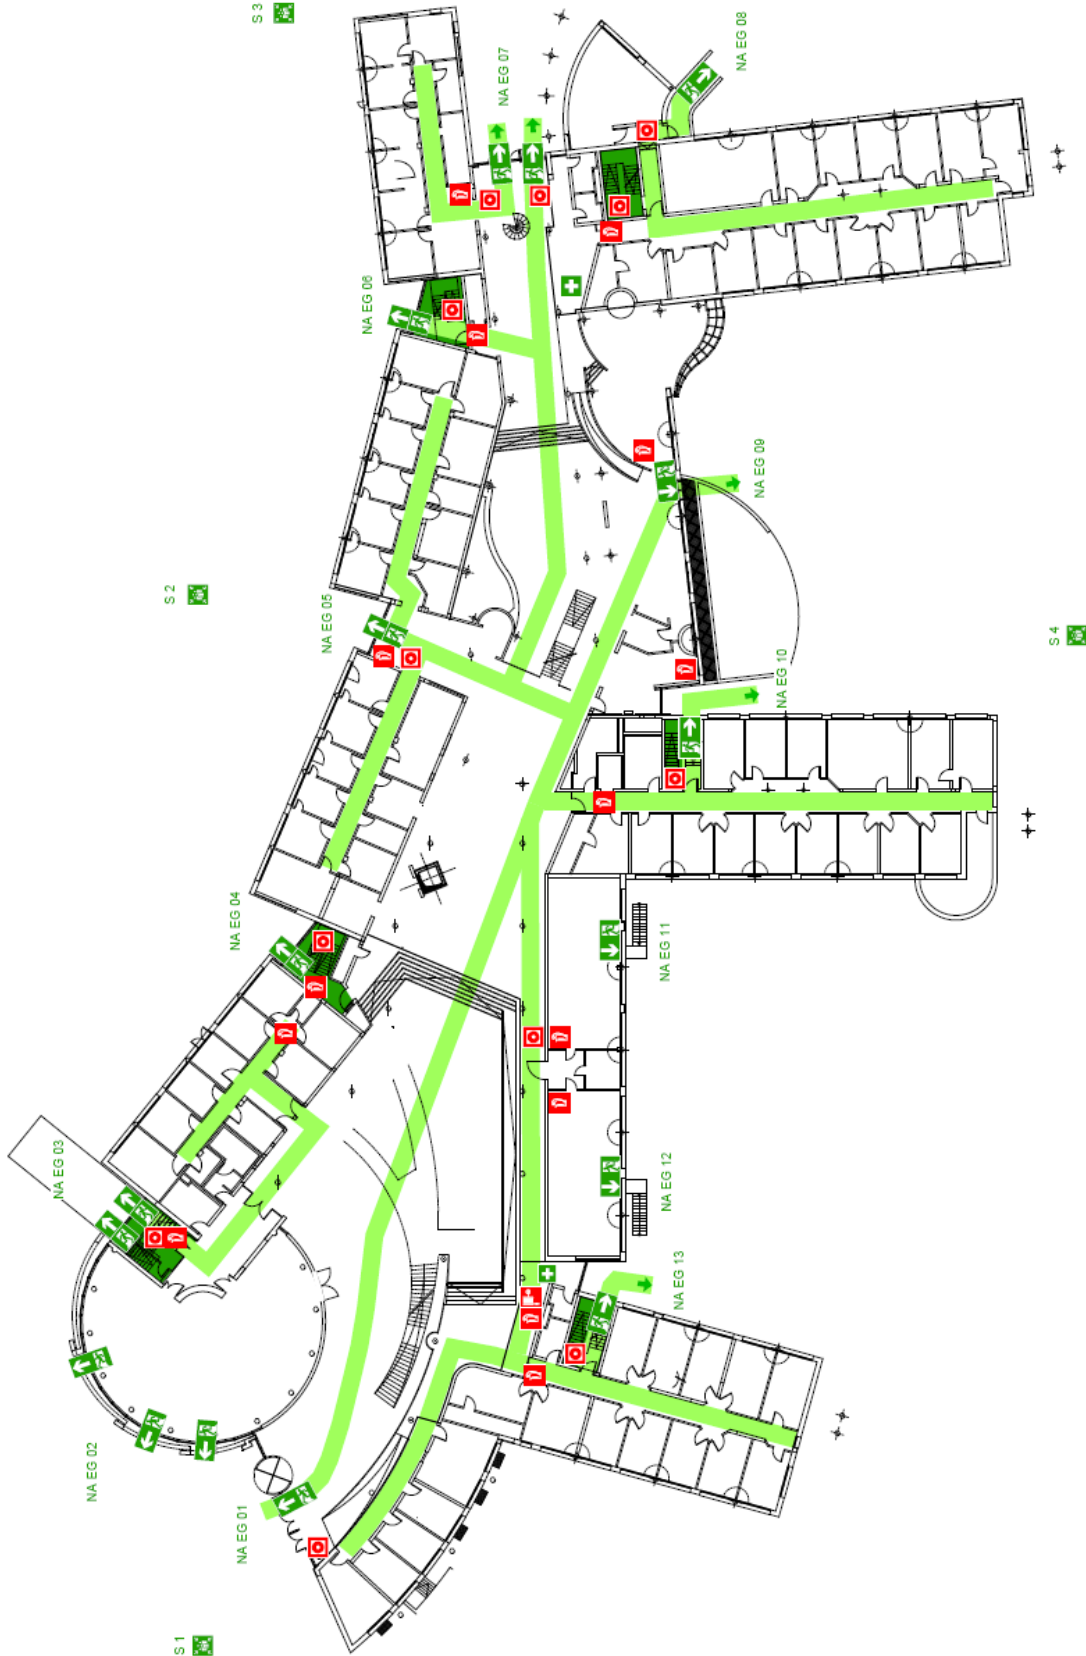 S 3
NA EG 07
NA EG 08
NA EG 06
NA EG 09
S 2
NA EG 05
S 4
NA EG 10
NA EG 04
NA EG 11
NA EG 03
NA EG 12
NA EG 13
NA EG 02
NA EG 01
S 1